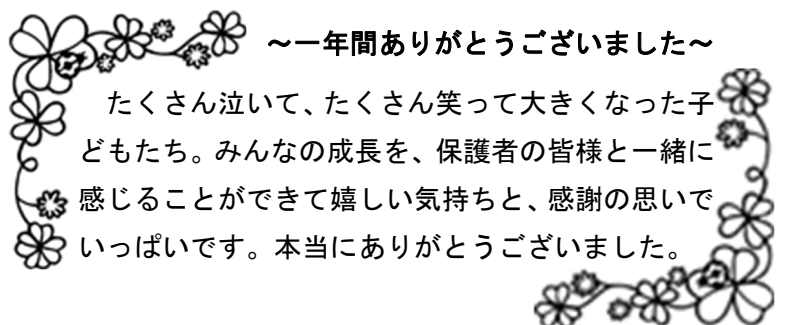 ～一年間ありがとうございました～
たくさん泣いて、たくさん笑って大きくなった子
どもたち。みんなの成長を、保護者の皆様と一緒に
感じることができて嬉しい気持ちと、感謝の思いで
いっぱいです。本当にありがとうございました。